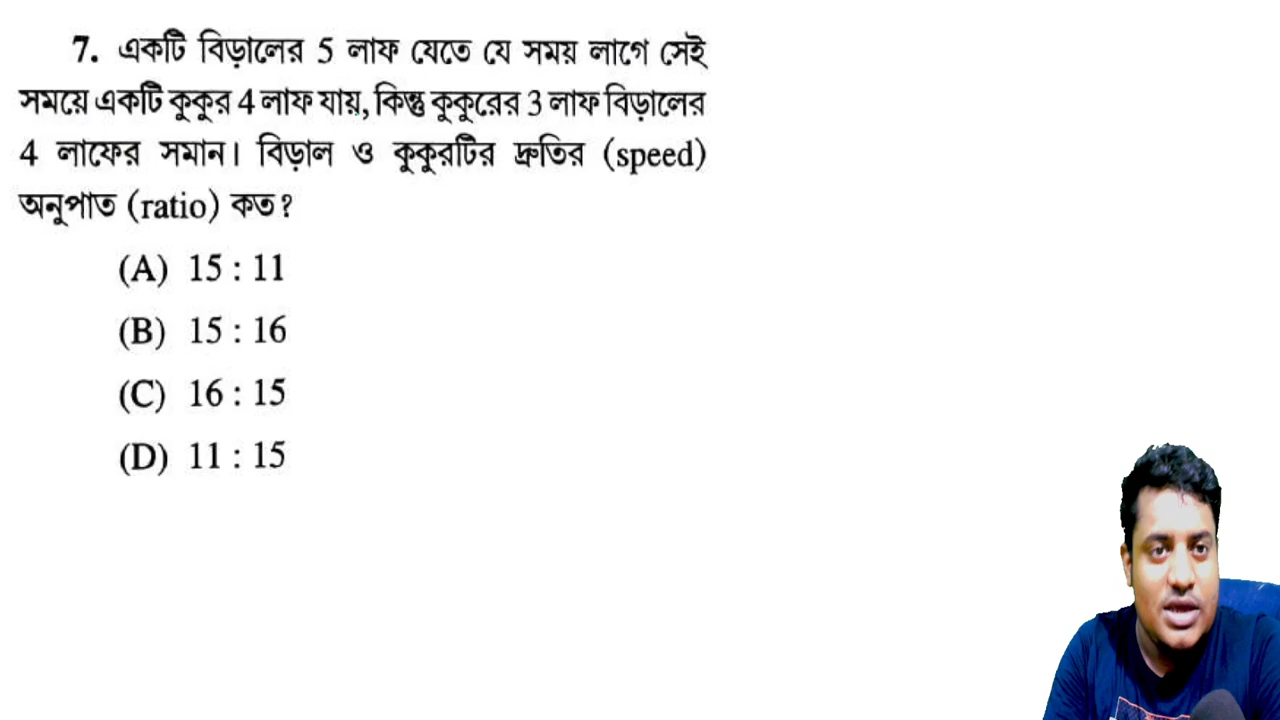 7. একটি বিড়ালের 5 লাফ যেতে যে সময় লাগে সেই
সময়ে একটি কুকুর 4 লাফ যায়, কিন্তু কুকুরের 3 লাফ বিড়ালের
4 লাফের সমান। বিড়াল ও কুকুরটির দ্রুতির (speed)
অনুপাত (ratio) কত?
(A) 15 : 11
(B) 15 : 16
(C) 16 : 15
(D) 11 : 15